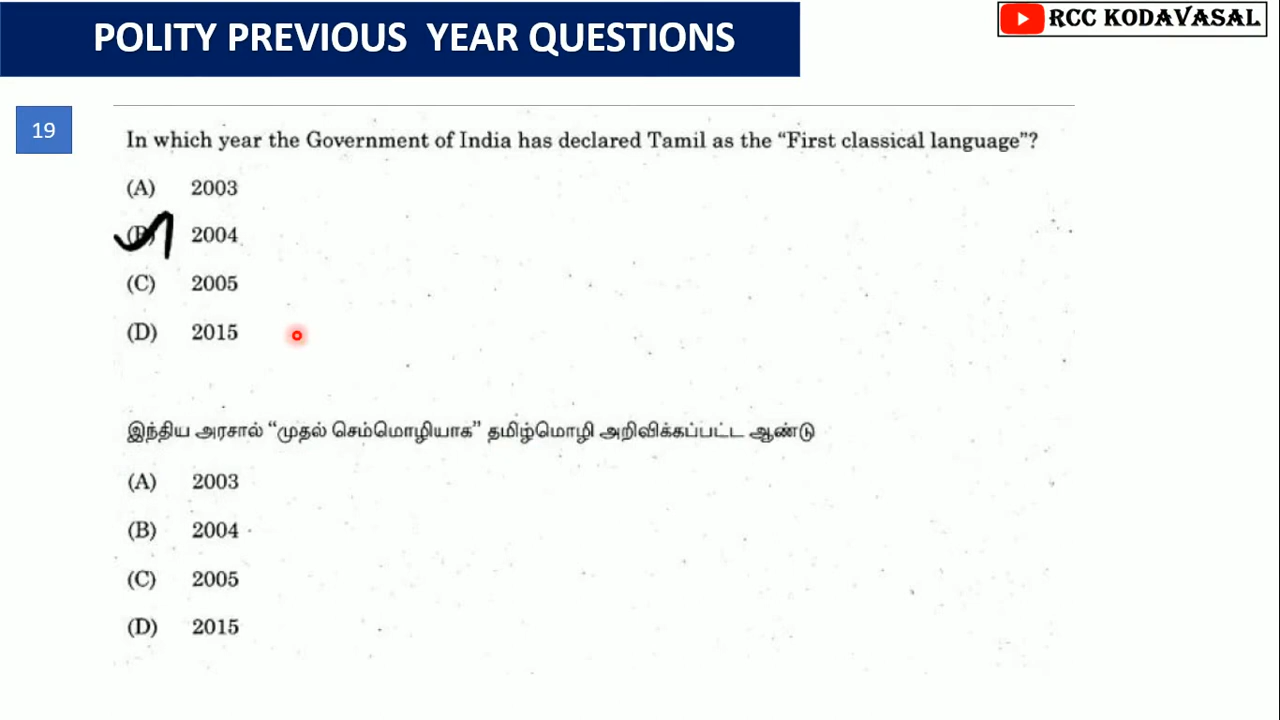 POLITY PREVIOUS YEAR QUESTIONS
RCC KODAVASAL
19
In which year the Government of India has declared Tamil as the “First classical language”?
(A) 2003
(B) 2004
(C) 2005
(D) 2015
இந்திய அரசால் “முதல் செம்மொழியாக” தமிழ்மொழி அறிவிக்கப்பட்ட ஆண்டு
(A) 2003
(B) 2004
(C) 2005
(D) 2015